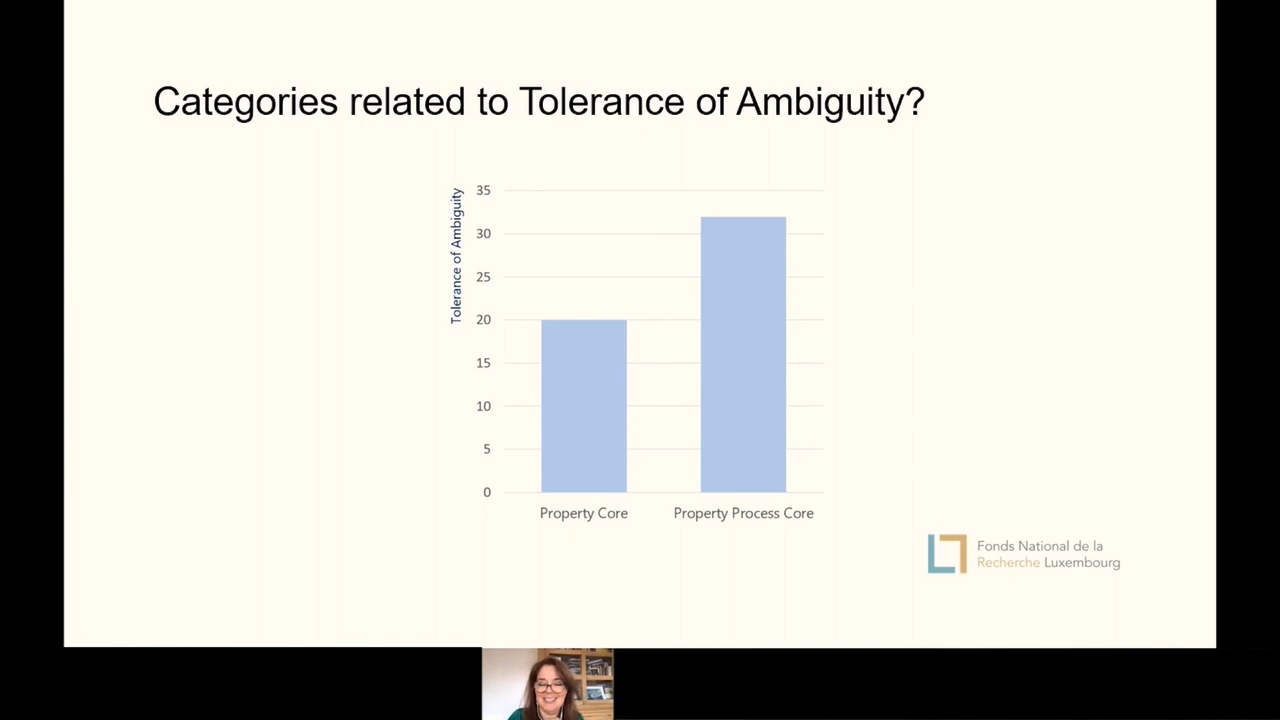 Categories related to Tolerance of Ambiguity?
Tolerance of Ambiguity
35
30
25
20
15
10
5
0
Property Core
Property Process Core
Fonds National de la
Recherche Luxembourg